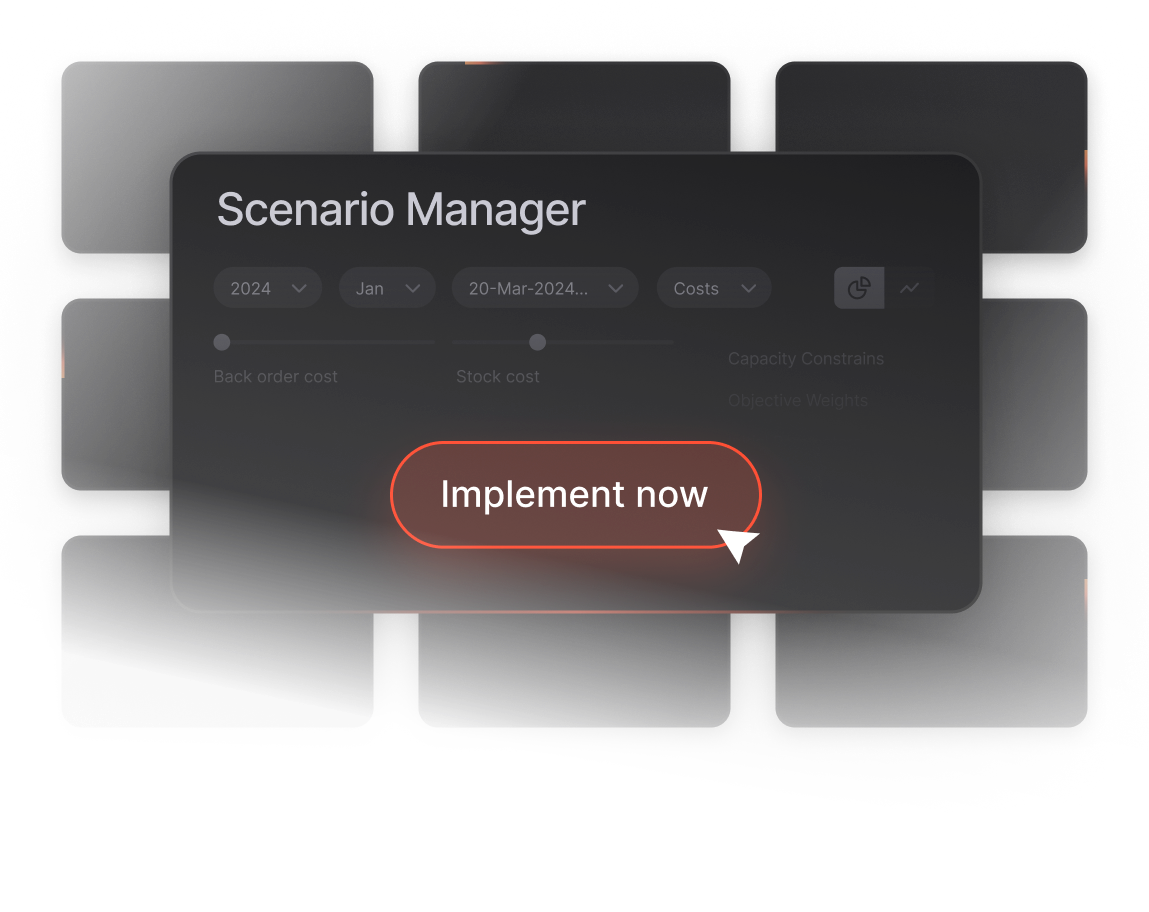 Scenario Manager
2024 Jan 20-Mar-2024... Costs
Capacity Constrains
Back order cost Stock cost
Objective Weights
Implement now